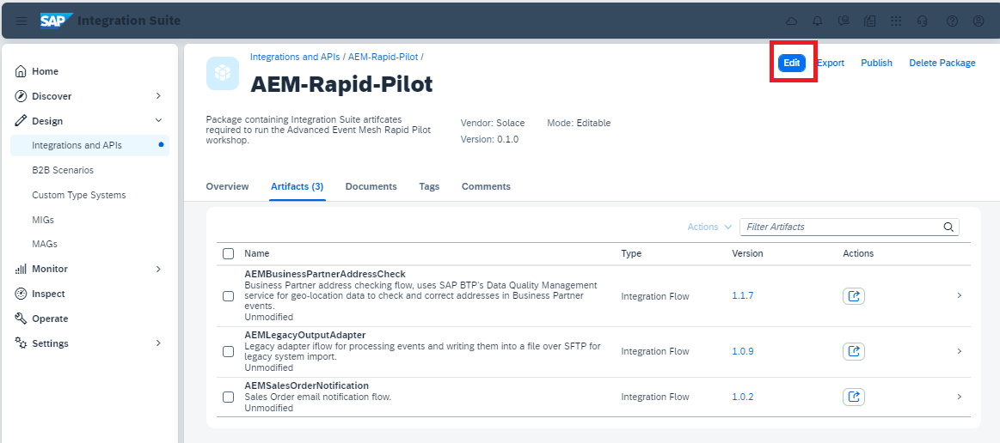 SAP Integration Suite
Home
Discover
Design
Integrations and APIs
B2B Scenarios
Custom Type Systems
MIGs
MAGs
Monitor
Inspect
Operate
Settings
Integrations and APIs / AEM-Rapid-Pilot /
AEM-Rapid-Pilot
Edit Export Publish Delete Package
Package containing Integration Suite artifcates
required to run the Advanced Event Mesh Rapid Pilot
workshop.
Vendor: Solace Mode: Editable
Version: 0.1.0
Overview Artifacts (3) Documents Tags Comments
Actions Filter Artifacts
Name Type Version Actions
AEMBusinessPartnerAddressCheck
Business Partner address checking flow, uses SAP BTP's Data Quality Management
service for geo-location data to check and correct addresses in Business Partner
events.
Unmodified
Integration Flow 1.1.7
AEMLegacyOutputAdapter
Legacy adapter iflow for processing events and writing them into a file over SFTP for
legacy system import.
Unmodified
Integration Flow 1.0.9
AEMSalesOrderNotification
Sales Order email notification flow.
Unmodified
Integration Flow 1.0.2